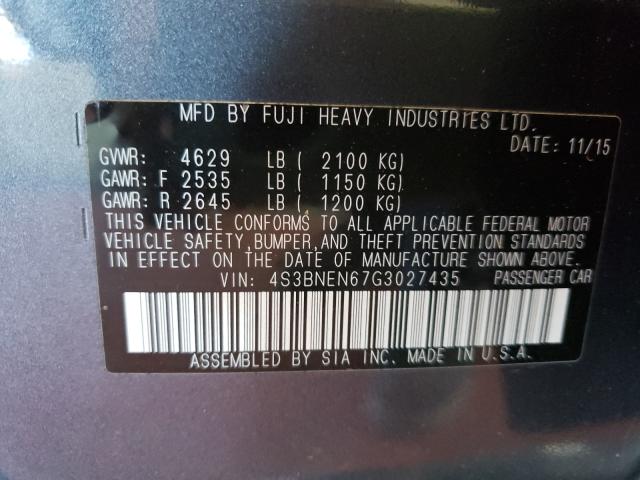 MFD BY FUJI HEAVY INDUSTRIES LTD.
DATE: 11/15
GVWR: 4629 LB ( 2100 KG)
GAWR: F 2535 LB ( 1150 KG)
GAWR: R 2645 LB ( 1200 KG)
THIS VEHICLE CONFORMS TO ALL APPLICABLE FEDERAL MOTOR
VEHICLE SAFETY,BUMPER,AND THEFT PREVENTION STANDARDS
IN EFFECT ON THE DATE OF MANUFACTURE SHOWN ABOVE.
VIN: 4S3BNEN67G3027435 PASSENGER CAR
ASSEMBLED BY SIA INC. MADE IN U.S.A.